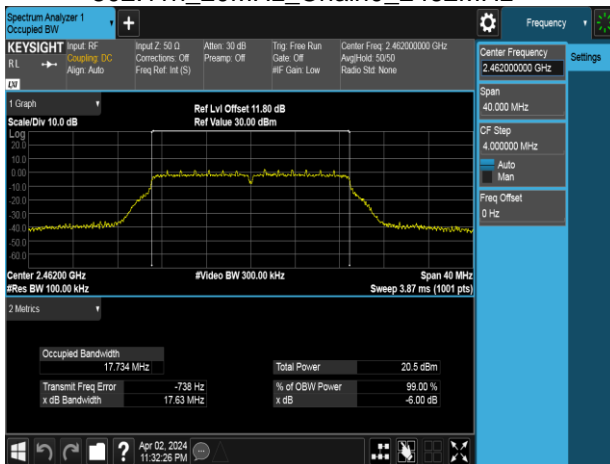 Spectrum Analyzer 1
Occupied BW
+
Frequency
KEYSIGHT
RL
LXI
Input: RF
Coupling: DC
Align: Auto
Input Z: 50 Ω
Corrections: Off
Freq Ref: Int (S)
Atten: 30 dB
Preamp: Off
Trig: Free Run
Gate: Off
#IF Gain: Low
Center Freq: 2.462000000 GHz
Avg|Hold: 50/50
Radio Std: None
Center Frequency
2.462000000 GHz
Settings
Span
40.000 MHz
CF Step
4.000000 MHz
Auto
Man
Freq Offset
0 Hz
1 Graph
Scale/Div 10.0 dB
Ref Lvl Offset 11.80 dB
Ref Value 30.00 dBm
Log
20.0
10.0
0.00
-10.0
-20.0
-30.0
-40.0
-50.0
-60.0
Center 2.46200 GHz
#Video BW 300.00 kHz
Span 40 MHz
#Res BW 100.00 kHz
Sweep 3.87 ms (1001 pts)
2 Metrics
Occupied Bandwidth
17.734 MHz
Total Power 20.5 dBm
Transmit Freq Error -738 Hz
% of OBW Power 99.00 %
x dB Bandwidth 17.63 MHz
x dB -6.00 dB
?
Apr 02, 2024
11:32:26 PM